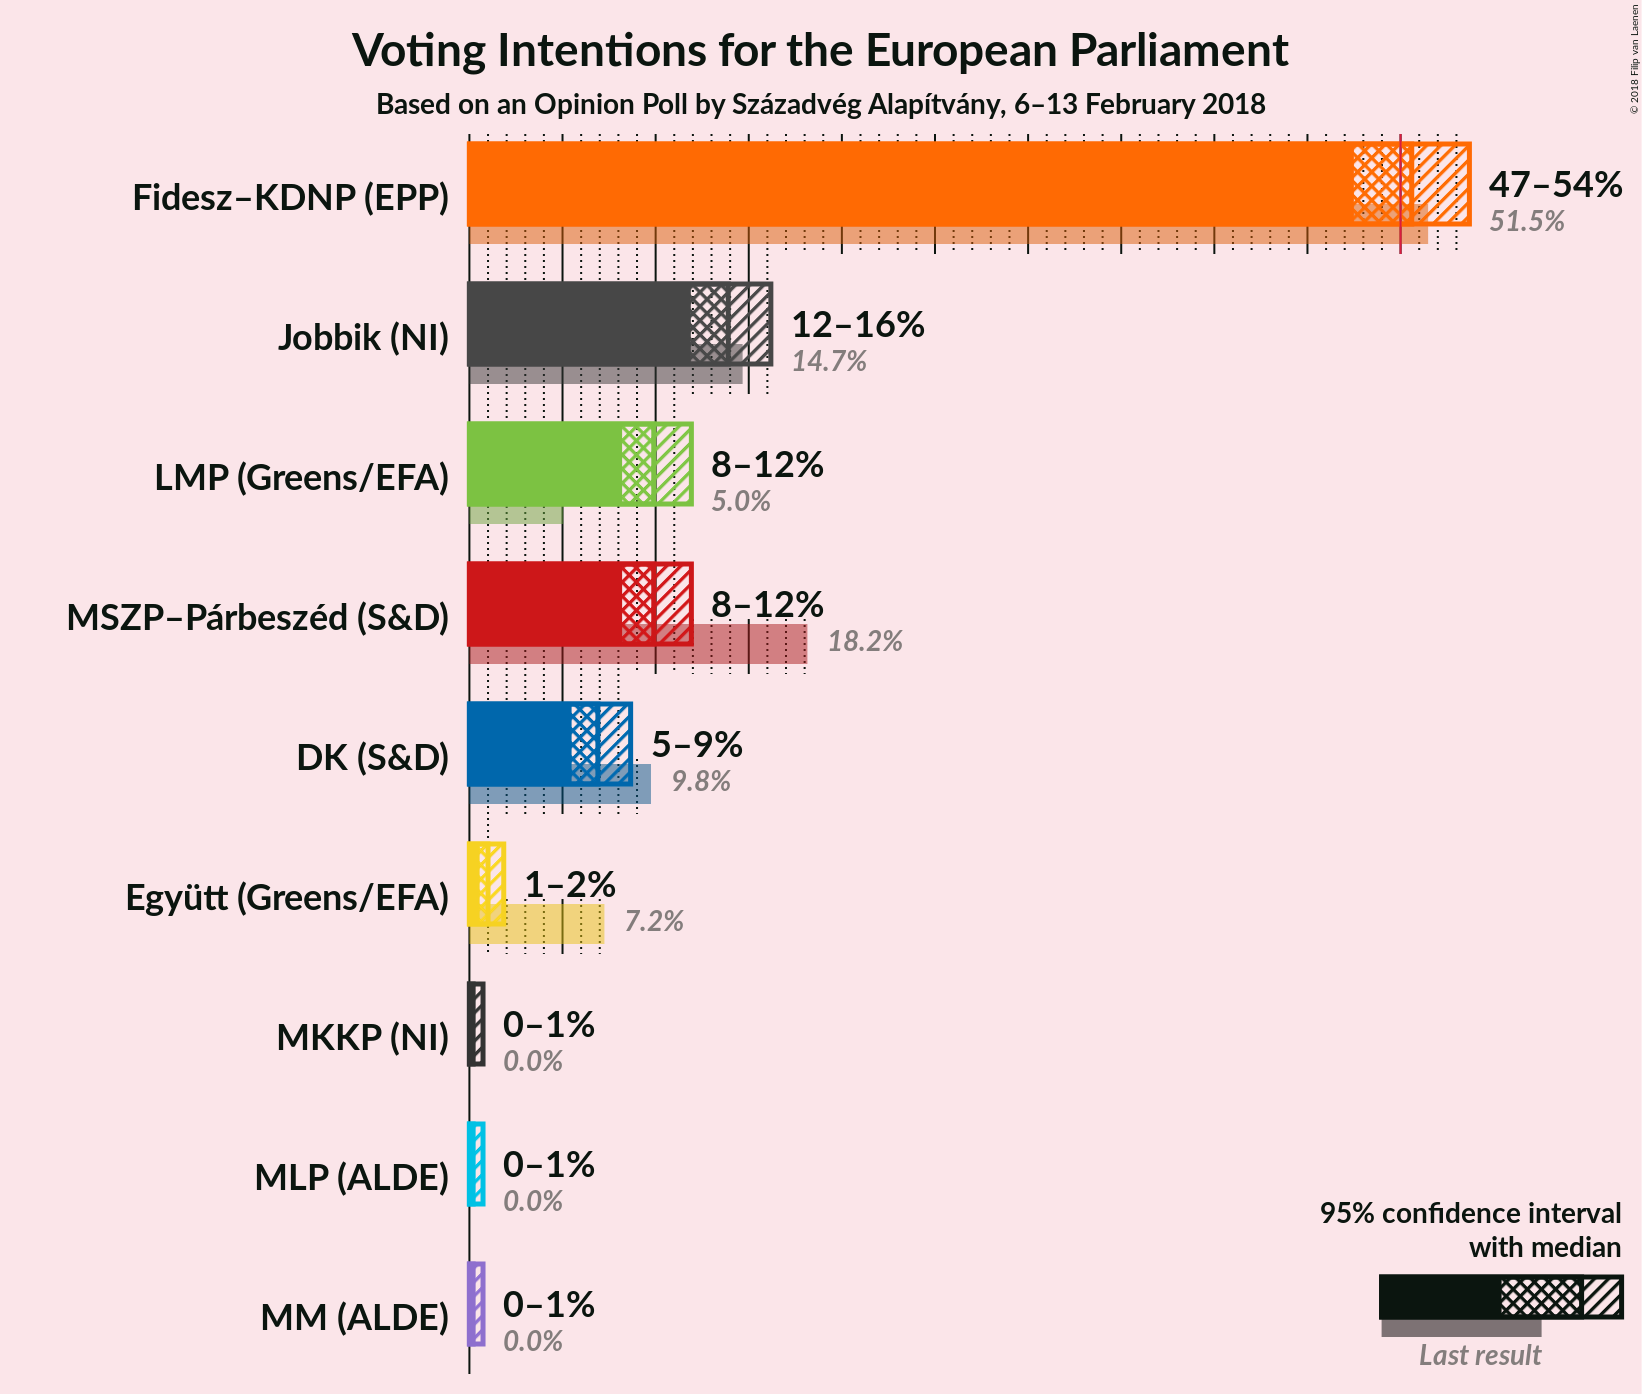 Voting Intentions for the European Parliament
Based on an Opinion Poll by Századvég Alapítvány, 6–13 February 2018
© 2018 Filip van Laenen
Fidesz–KDNP (EPP)
47–54%
51.5%
Jobbik (NI)
12–16%
14.7%
LMP (Greens/EFA)
8–12%
5.0%
MSZP–Párbeszéd (S&D)
8–12%
18.2%
DK (S&D)
5–9%
9.8%
Együtt (Greens/EFA)
1–2%
7.2%
MKKP (NI)
0–1%
0.0%
MLP (ALDE)
0–1%
0.0%
MM (ALDE)
0–1%
0.0%
95% confidence interval
with median
Last result